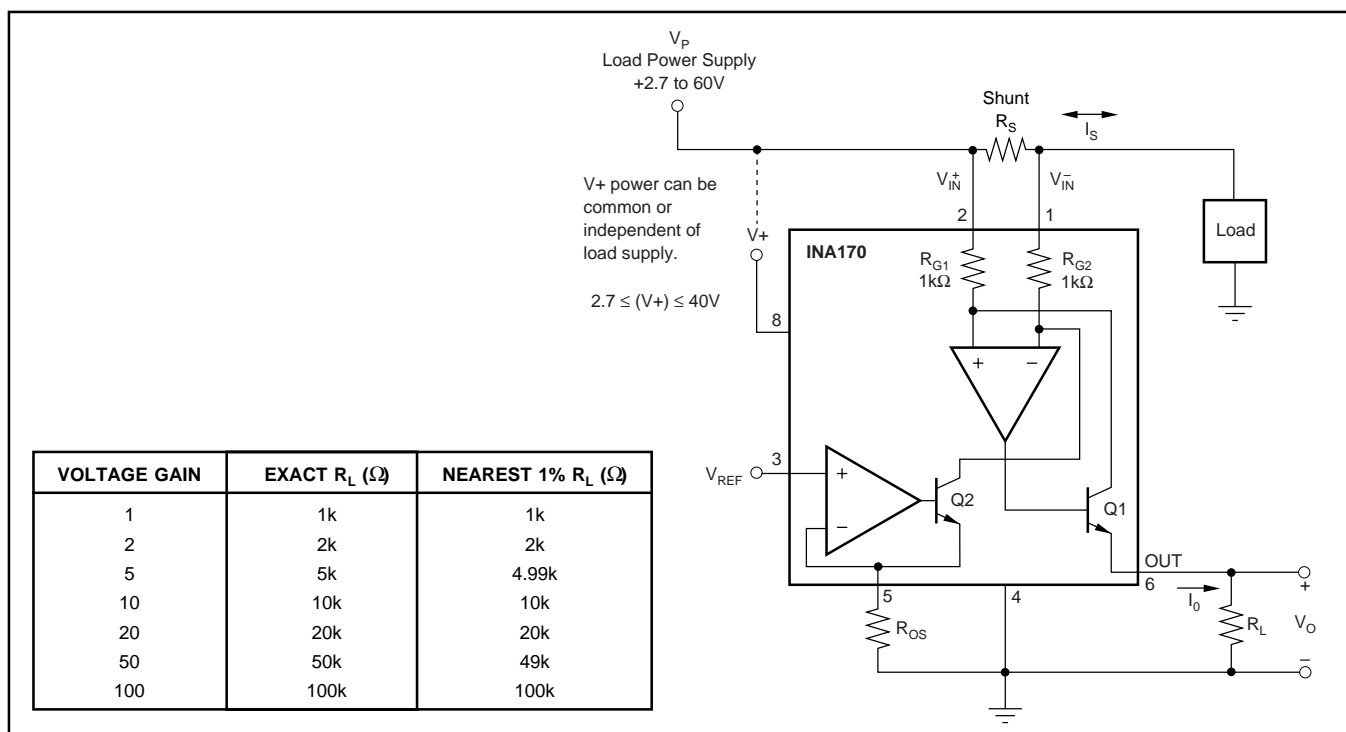 V_P
Load Power Supply
+2.7 to 60V
Shunt
R_S
I_S
V+ power can be
common or
independent of
load supply.
2.7 ≤ (V+) ≤ 40V
V+
8
V_IN^+
2
V_IN^–
1
Load
INA170
R_G1
1kΩ
R_G2
1kΩ
+
–
V_REF
3
+
–
Q2
Q1
OUT
6
I_0
5
4
R_OS
R_L
+
V_O
–
VOLTAGE GAIN EXACT R_L (Ω) NEAREST 1% R_L (Ω)
1 1k 1k
2 2k 2k
5 5k 4.99k
10 10k 10k
20 20k 20k
50 50k 49k
100 100k 100k